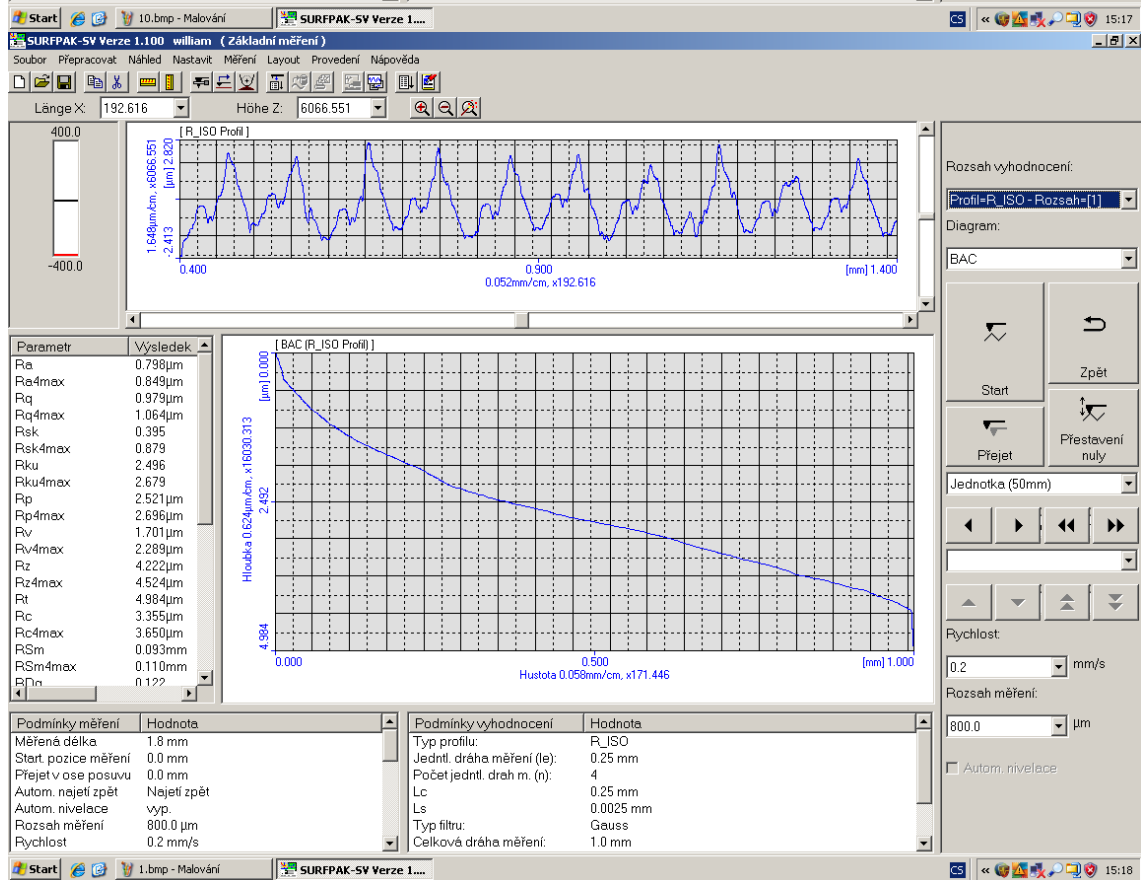 Start 10.bmp - Malování SURFPAK-SV Verze 1.... CS « 15:17
SURFPAK-SV Verze 1.100 william ( Základní měření )
Soubor Přepracovat Náhled Nastavit Měření Layout Provedení Nápověda
Länge X: 192.616 Höhe Z: 6066.551
400.0
-400.0
[ R_ISO Profil ]
1.648µm/cm, x6066.551
-2.413 [µm] 2.820
0.400 0.900 [mm] 1.400
0.052mm/cm, x192.616
Rozsah vyhodnocení:
Profil=R_ISO - Rozsah=[1]
Diagram:
BAC
Start
Zpět
Přejet
Přestavení
nuly
Jednotka (50mm)
Rychlost:
0.2 mm/s
Rozsah měření:
800.0 µm
Autom. nivelace
Parametr Výsledek
Ra 0.798µm
Ra4max 0.849µm
Rq 0.979µm
Rq4max 1.064µm
Rsk 0.395
Rsk4max 0.879
Rku 2.496
Rku4max 2.679
Rp 2.521µm
Rp4max 2.696µm
Rv 1.701µm
Rv4max 2.289µm
Rz 4.222µm
Rz4max 4.524µm
Rt 4.984µm
Rc 3.355µm
Rc4max 3.650µm
RSm 0.093mm
RSm4max 0.110mm
RDq 0.122
[ BAC (R_ISO Profil) ]
Hloubka 0.624µm/cm, x16030.313
4.984 2.492 [µm] 0.000
0.000 0.500 [mm] 1.000
Hustota 0.058mm/cm, x171.446
Podmínky měření Hodnota
Měřená délka 1.8 mm
Start. pozice měření 0.0 mm
Přejet v ose posuvu 0.0 mm
Autom. najetí zpět Najetí zpět
Autom. nivelace vyp.
Rozsah měření 800.0 µm
Rychlost 0.2 mm/s
Podmínky vyhodnocení Hodnota
Typ profilu: R_ISO
Jedntl. dráha měření (le): 0.25 mm
Počet jedntl. drah m. (n): 4
Lc 0.25 mm
Ls 0.0025 mm
Typ filtru: Gauss
Celková dráha měření: 1.0 mm
Start 1.bmp - Malování SURFPAK-SV Verze 1.... CS « 15:18